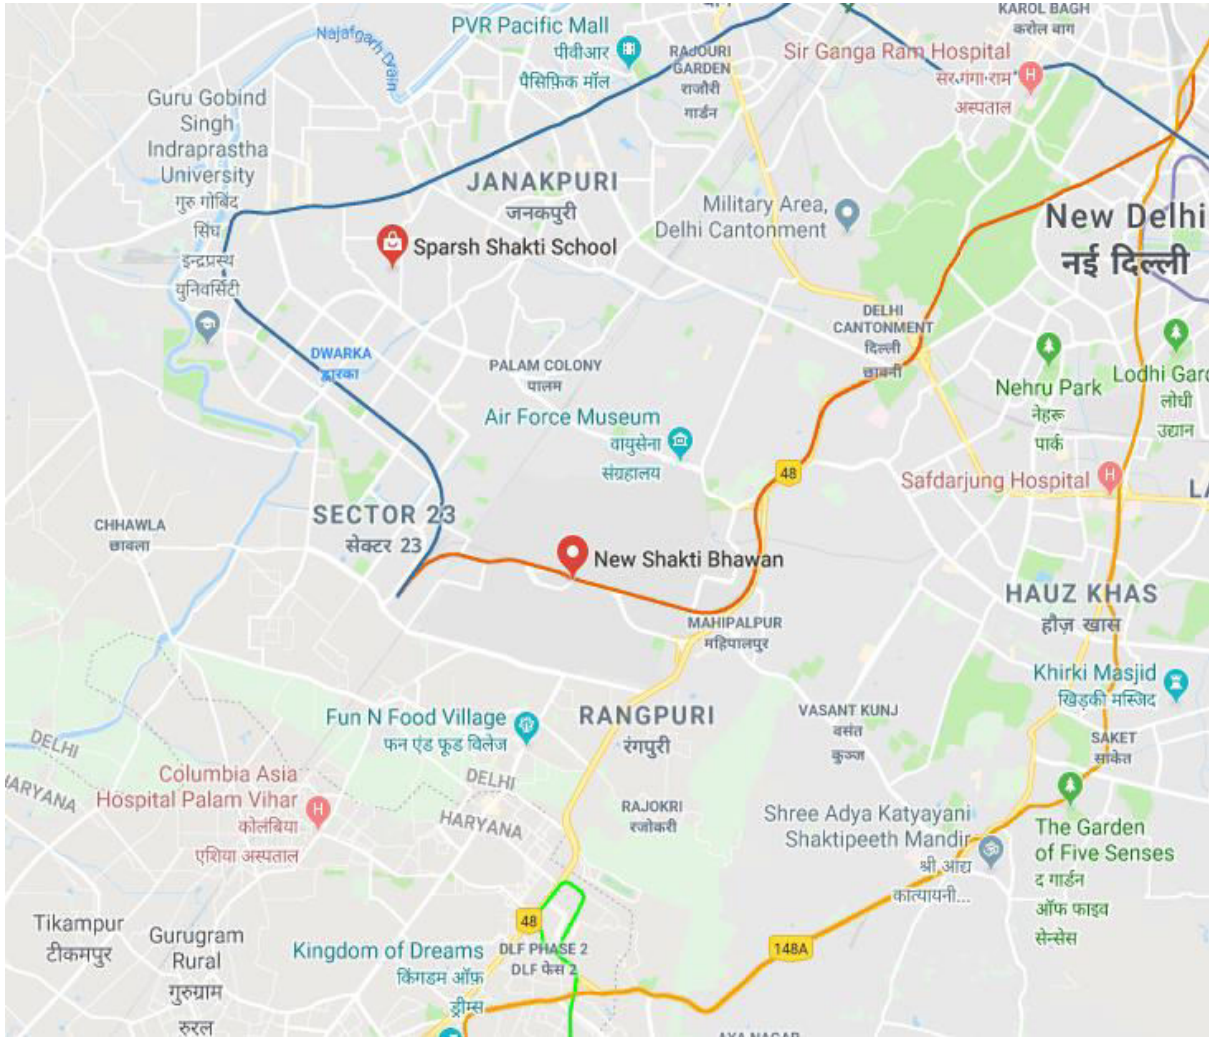 PVR Pacific Mall
पीवीआर
पैसिफ़िक मॉल
Najafgarh Drain
RAJOURI
GARDEN
राजौरी
गार्डन
KAROL BAGH
करोल बाग
Sir Ganga Ram Hospital
सर गंगा राम
अस्पताल
Guru Gobind
Singh
Indraprastha
University
गुरु गोबिंद
सिंघ
इन्द्रप्रस्थ
युनिवर्सिटी
JANAKPURI
जनकपुरी
Military Area,
Delhi Cantonment
New Delhi
नई दिल्ली
Sparsh Shakti School
DELHI
CANTONMENT
दिल्ली
छावनी
DWARKA
द्वारका
PALAM COLONY
पालम
Nehru Park
नेहरू
पार्क
Lodhi Gard
लोधी
उद्यान
Air Force Museum
वायुसेना
संग्रहालय
48
Safdarjung Hospital
LA
SECTOR 23
सेक्टर 23
CHHAWLA
छावला
New Shakti Bhawan
HAUZ KHAS
हौज़ खास
MAHIPALPUR
महिपालपुर
Khirki Masjid
खिड़की मस्जिद
Fun N Food Village
फन एंड फूड विलेज
RANGPURI
रंगपुरी
VASANT KUNJ
वसंत
कुञ्ज
SAKET
साकेत
DELHI
HARYANA
DELHI
HARYANA
Columbia Asia
Hospital Palam Vihar
कोलंबिया
एशिया अस्पताल
RAJOKRI
रजोकरी
Shree Adya Katyayani
Shaktipeeth Mandir
श्री आद्य
कात्यायनी...
The Garden
of Five Senses
द गार्डन
ऑफ फाइव
सेन्सेस
Tikampur
टीकमपुर
Gurugram
Rural
गुरुग्राम
रुरल
48
Kingdom of Dreams
किंगडम ऑफ़
ड्रीम्स
DLF PHASE 2
DLF फेस 2
148A
AYA NAGAR